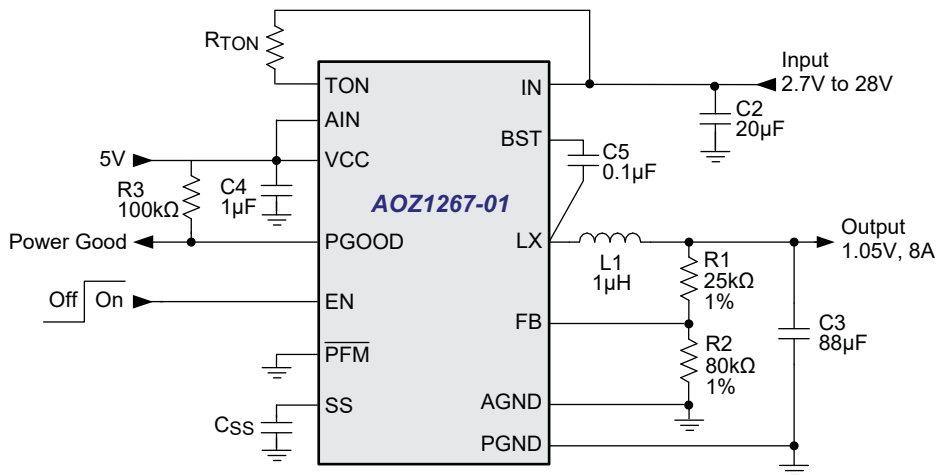 RTON
TON
IN
Input
2.7V to 28V
AIN
C2
20µF
BST
5V
VCC
C5
0.1µF
R3
100kΩ
C4
1µF
AOZ1267-01
Power Good
PGOOD
LX
L1
1µH
Output
1.05V, 8A
R1
25kΩ
1%
Off
On
EN
FB
C3
88µF
PFM
R2
80kΩ
1%
SS
AGND
CSS
PGND